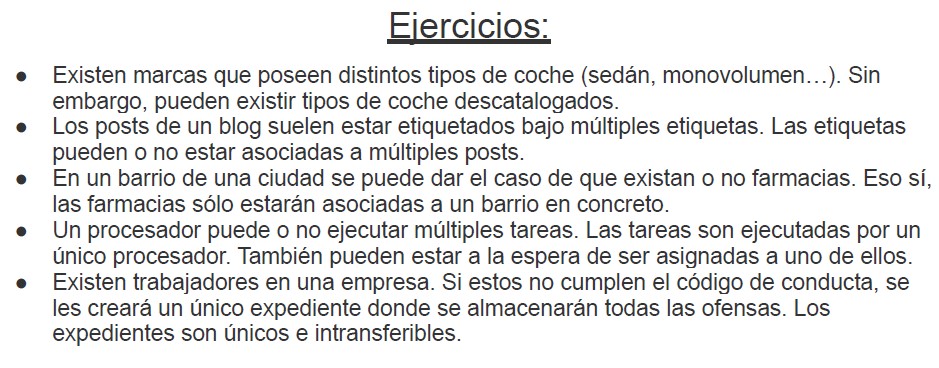 Ejercicios:
● Existen marcas que poseen distintos tipos de coche (sedán, monovolumen…). Sin
embargo, pueden existir tipos de coche descatalogados.
● Los posts de un blog suelen estar etiquetados bajo múltiples etiquetas. Las etiquetas
pueden o no estar asociadas a múltiples posts.
● En un barrio de una ciudad se puede dar el caso de que existan o no farmacias. Eso sí,
las farmacias sólo estarán asociadas a un barrio en concreto.
● Un procesador puede o no ejecutar múltiples tareas. Las tareas son ejecutadas por un
único procesador. También pueden estar a la espera de ser asignadas a uno de ellos.
● Existen trabajadores en una empresa. Si estos no cumplen el código de conducta, se
les creará un único expediente donde se almacenarán todas las ofensas. Los
expedientes son únicos e intransferibles.